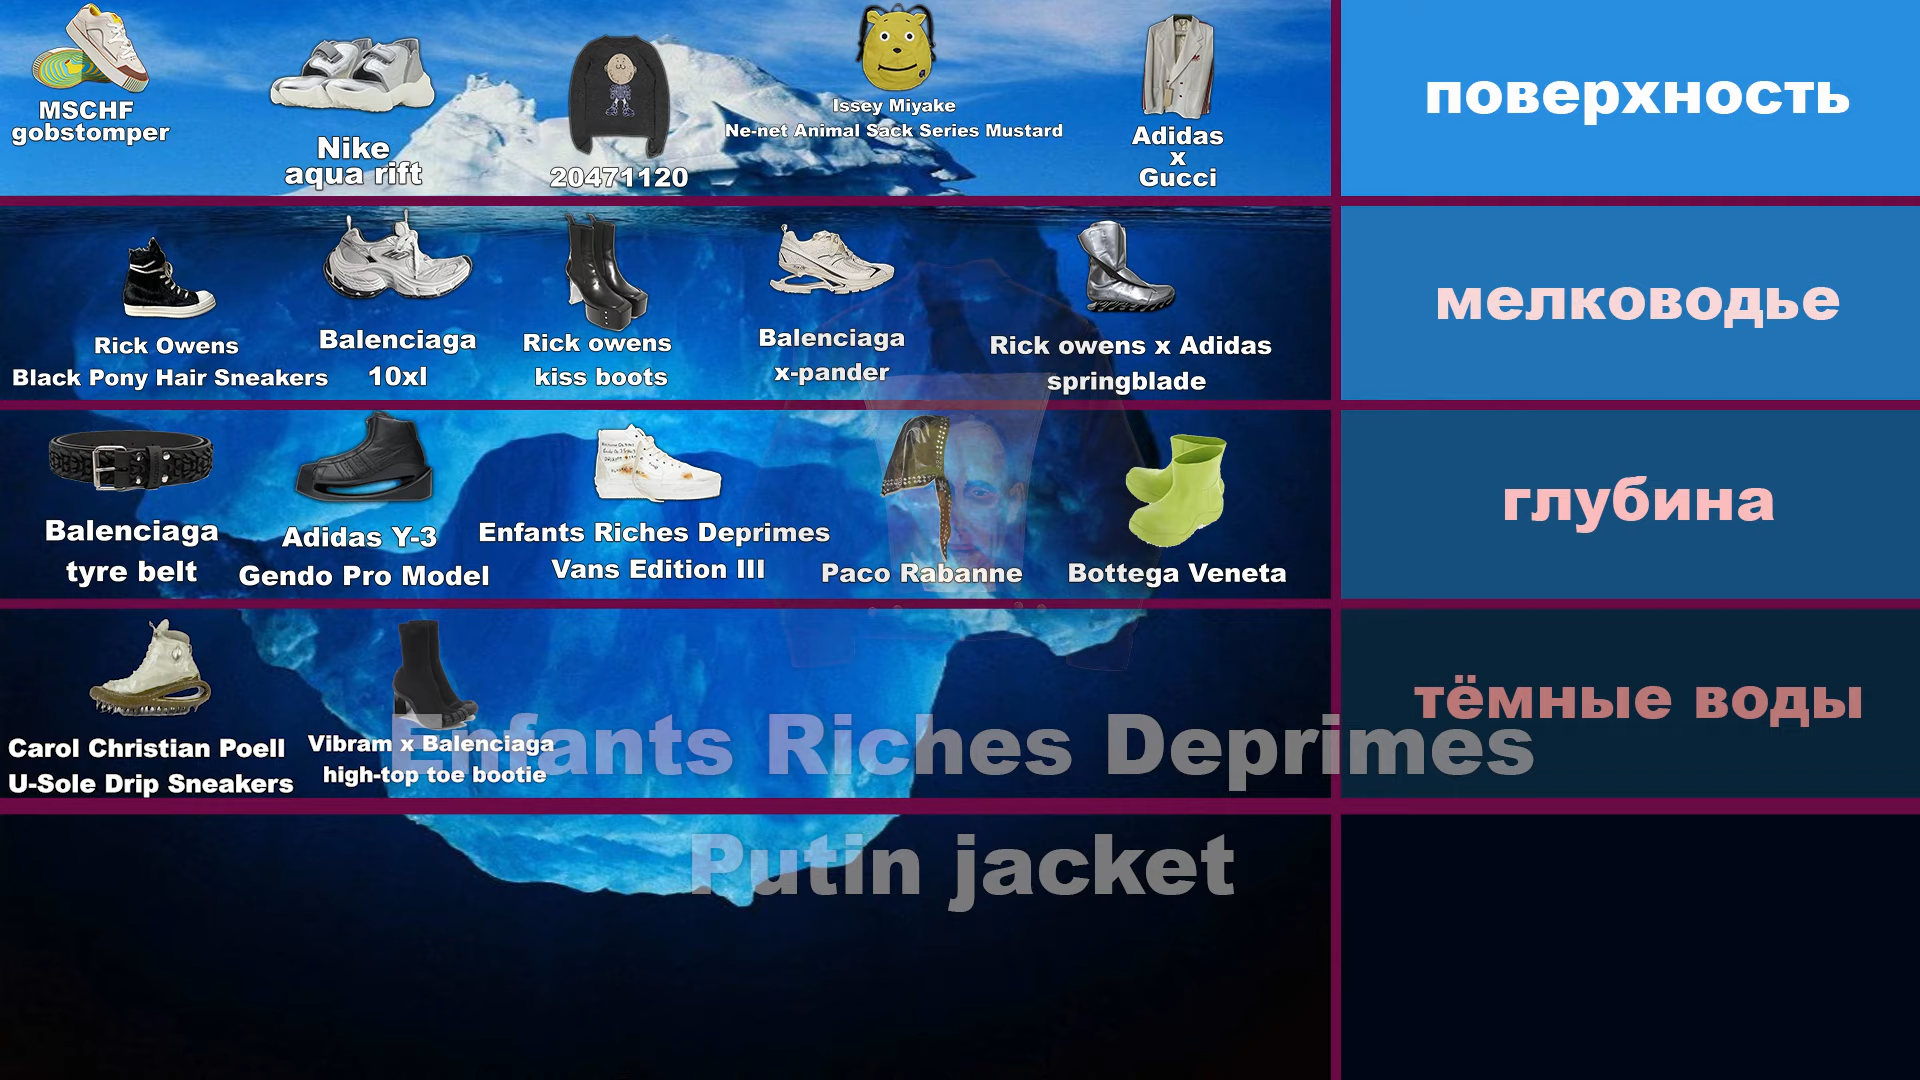 MSCHF
gobstomper
Nike
aqua rift
20471120
Issey Miyake
Ne-net Animal Sack Series Mustard
Adidas
x
Gucci
поверхность
Rick Owens
Black Pony Hair Sneakers
Balenciaga
10xl
Rick owens
kiss boots
Balenciaga
x-pander
Rick owens x Adidas
springblade
мелководье
Balenciaga
tyre belt
Adidas Y-3
Gendo Pro Model
Enfants Riches Deprimes
Vans Edition III
Paco Rabanne
Bottega Veneta
глубина
Carol Christian Poell
U-Sole Drip Sneakers
Vibram x Balenciaga
high-top toe bootie
тёмные воды
Enfants Riches Deprimes
Putin jacket